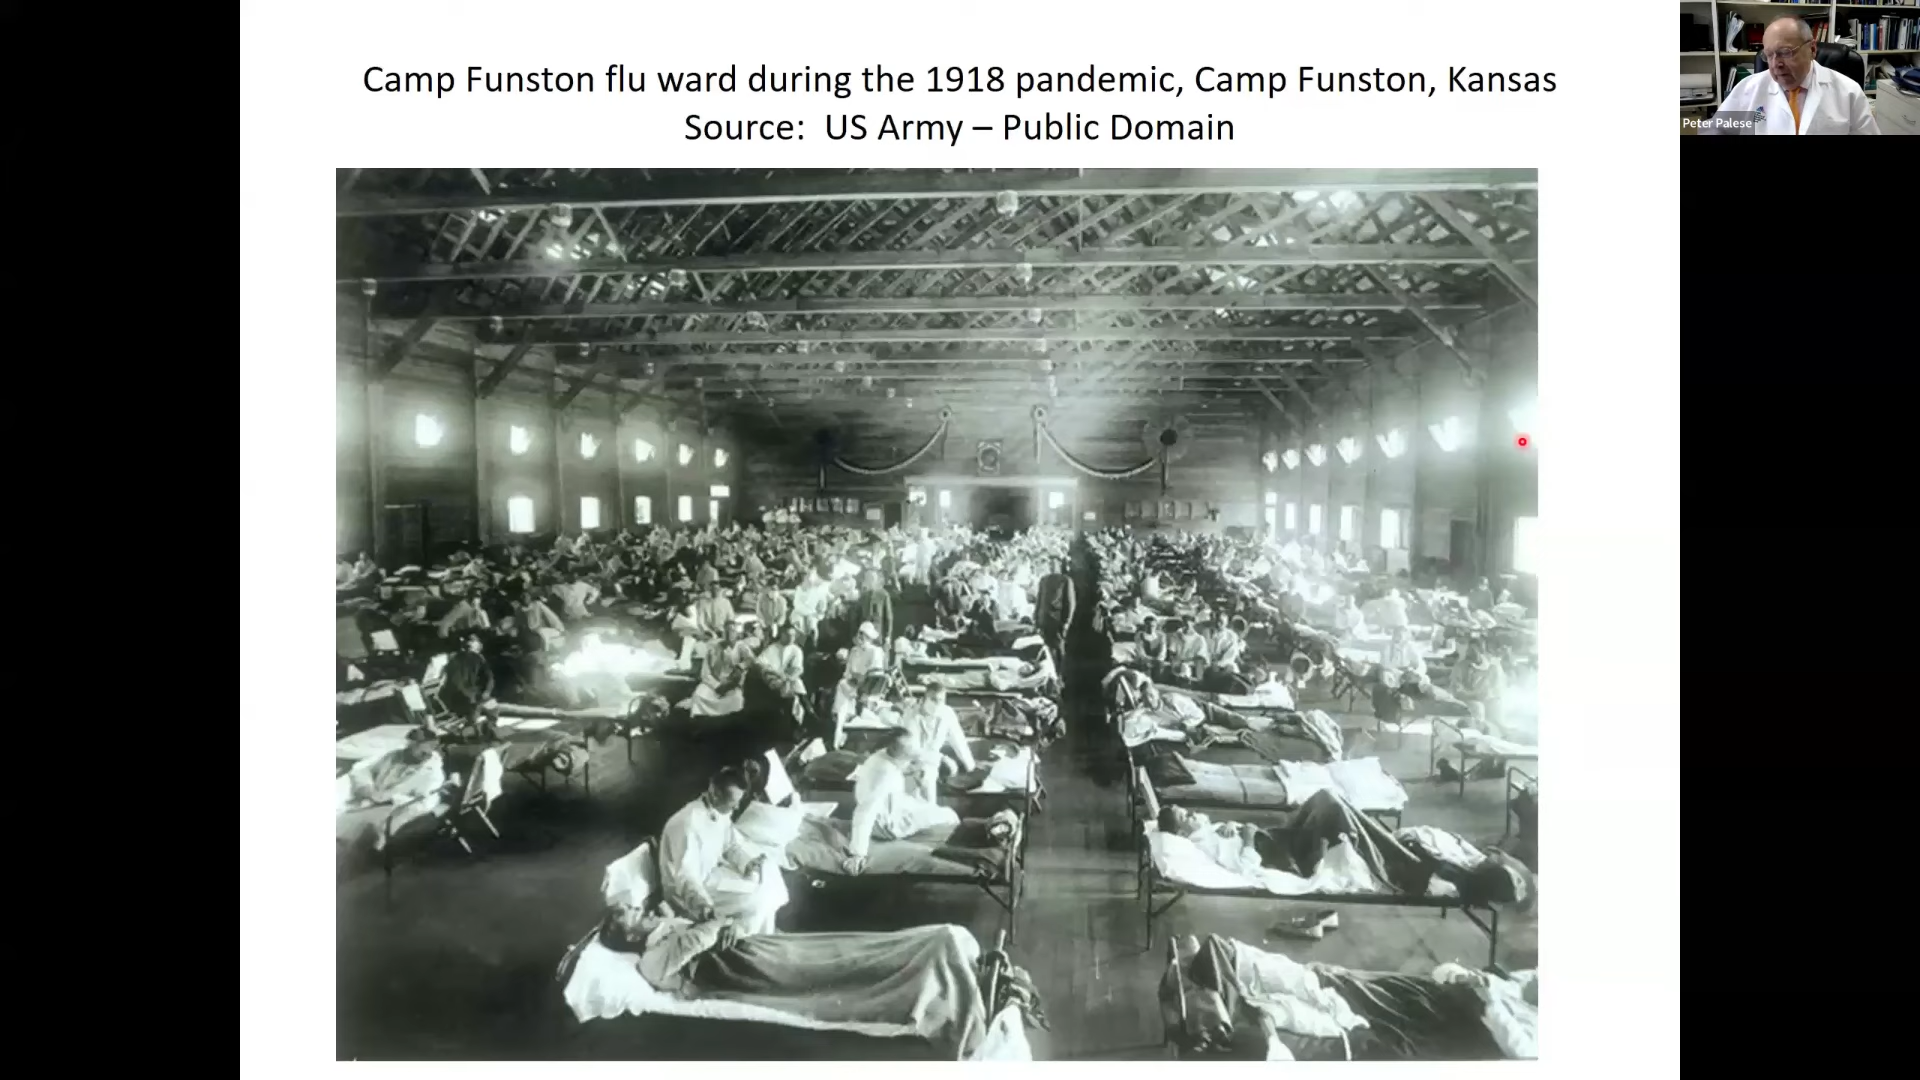 Camp Funston flu ward during the 1918 pandemic, Camp Funston, Kansas
Source:  US Army – Public Domain
Peter Palese